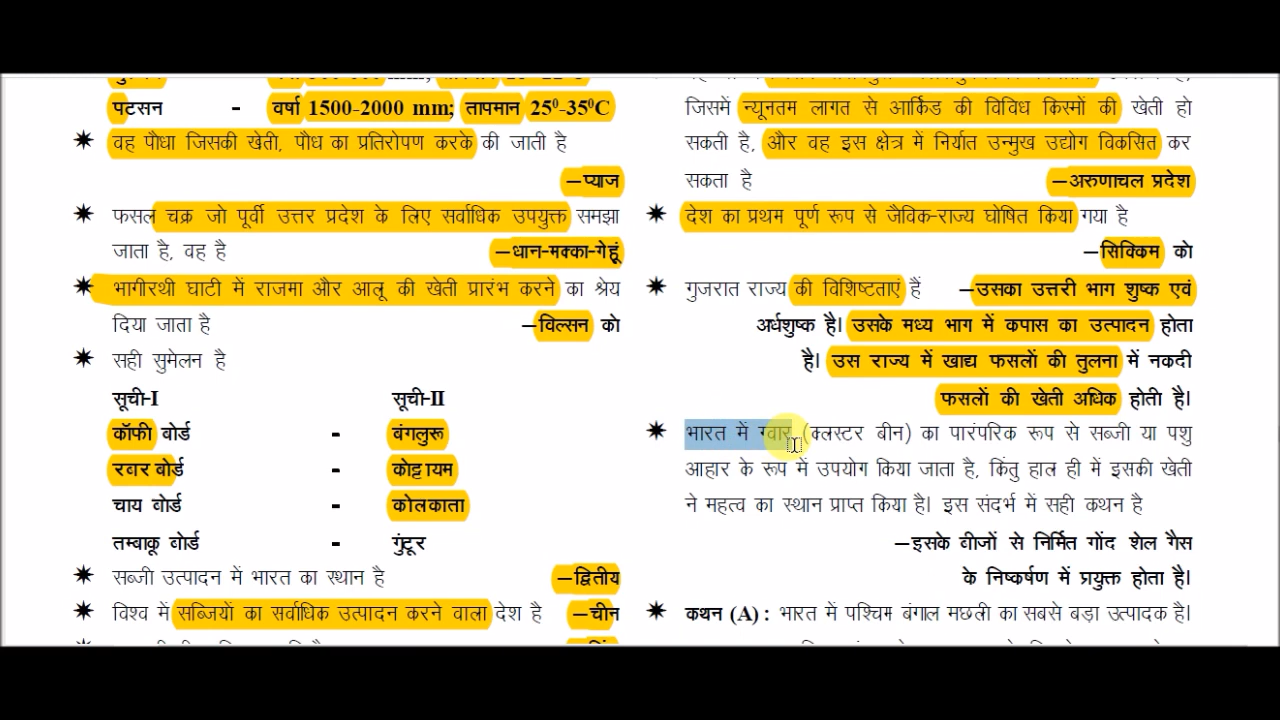 पटसन - वर्षा 1500-2000 mm; तापमान 25⁰-35⁰C
✷ वह पौधा जिसकी खेती, पौध का प्रतिरोपण करके की जाती है
–प्याज
✷ फसल चक्र जो पूर्वी उत्तर प्रदेश के लिए सर्वाधिक उपयुक्त समझा
जाता है, वह है –धान-मक्का-गेहूं
✷ भागीरथी घाटी में राजमा और आलू की खेती प्रारंभ करने का श्रेय
दिया जाता है –विल्सन को
✷ सही सुमेलन है
सूची-I सूची-II
कॉफी बोर्ड - बंगलुरू
रबर बोर्ड - कोट्टायम
चाय बोर्ड - कोलकाता
तम्बाकू बोर्ड - गुंटूर
✷ सब्जी उत्पादन में भारत का स्थान है –द्वितीय
✷ विश्व में सब्जियों का सर्वाधिक उत्पादन करने वाला देश है –चीन
जिसमें न्यूनतम लागत से आर्किड की विविध किस्मों की खेती हो
सकती है, और वह इस क्षेत्र में निर्यात उन्मुख उद्योग विकसित कर
सकता है –अरुणाचल प्रदेश
✷ देश का प्रथम पूर्ण रूप से जैविक-राज्य घोषित किया गया है
–सिक्किम को
✷ गुजरात राज्य की विशिष्टताएं हैं –उसका उत्तरी भाग शुष्क एवं
अर्धशुष्क है। उसके मध्य भाग में कपास का उत्पादन होता
है। उस राज्य में खाद्य फसलों की तुलना में नकदी
फसलों की खेती अधिक होती है।
✷ भारत में ग्वार (क्लस्टर बीन) का पारंपरिक रूप से सब्जी या पशु
आहार के रूप में उपयोग किया जाता है, किंतु हाल ही में इसकी खेती
ने महत्व का स्थान प्राप्त किया है। इस संदर्भ में सही कथन है
–इसके बीजों से निर्मित गोंद शेल गैस
के निष्कर्षण में प्रयुक्त होता है।
✷ कथन (A) : भारत में पश्चिम बंगाल मछली का सबसे बड़ा उत्पादक है।